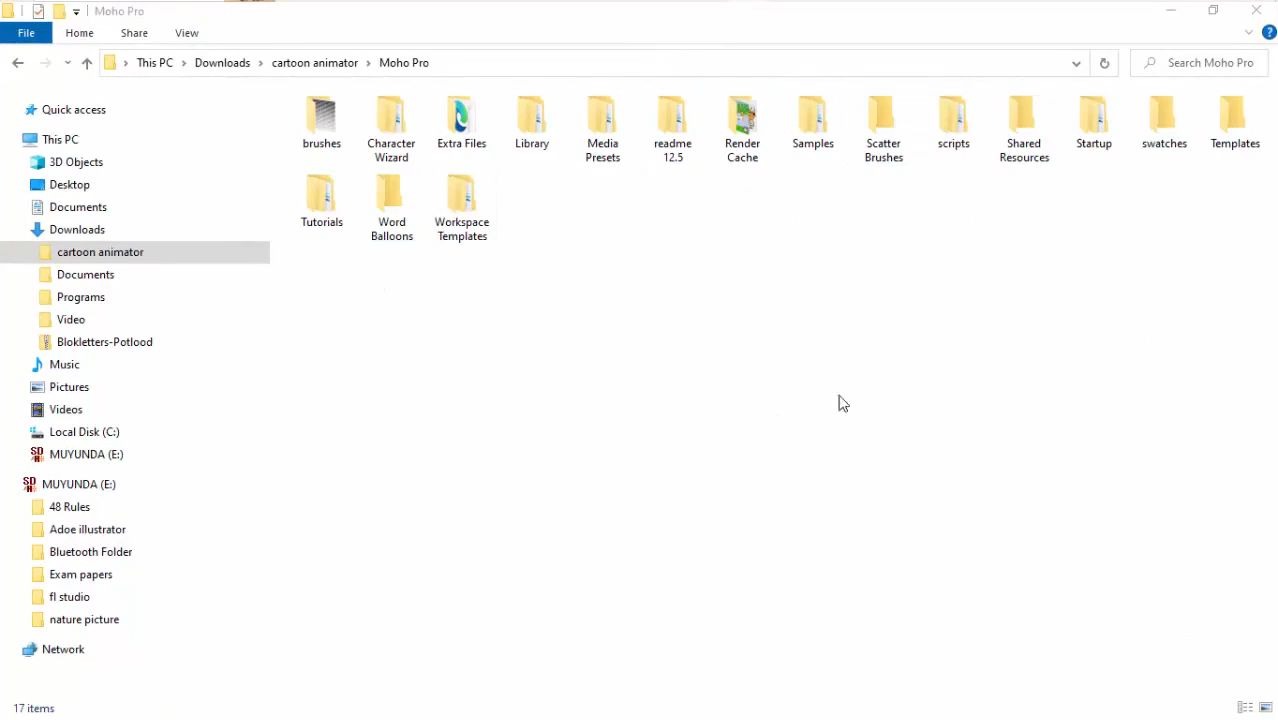 Moho Pro
File Home Share View
This PC Downloads cartoon animator Moho Pro
Search Moho Pro
Quick access
This PC
3D Objects
Desktop
Documents
Downloads
cartoon animator
Documents
Programs
Video
Blokletters-Potlood
Music
Pictures
Videos
Local Disk (C:)
MUYUNDA (E:)
MUYUNDA (E:)
48 Rules
Adoe illustrator
Bluetooth Folder
Exam papers
fl studio
nature picture
Network
brushes
Character
Wizard
Extra Files
Library
Media
Presets
readme
12.5
Render
Cache
Samples
Scatter
Brushes
scripts
Shared
Resources
Startup
swatches
Templates
Tutorials
Word
Balloons
Workspace
Templates
17 items